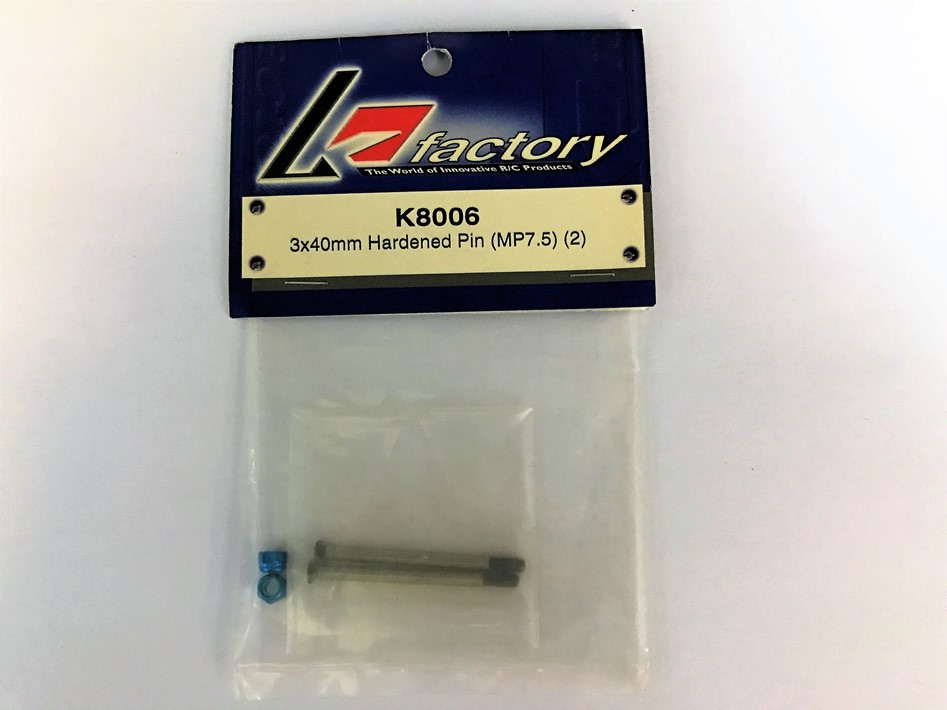 K factory
The World of Innovative R/C Products
K8006
3x40mm Hardened Pin (MP7.5) (2)